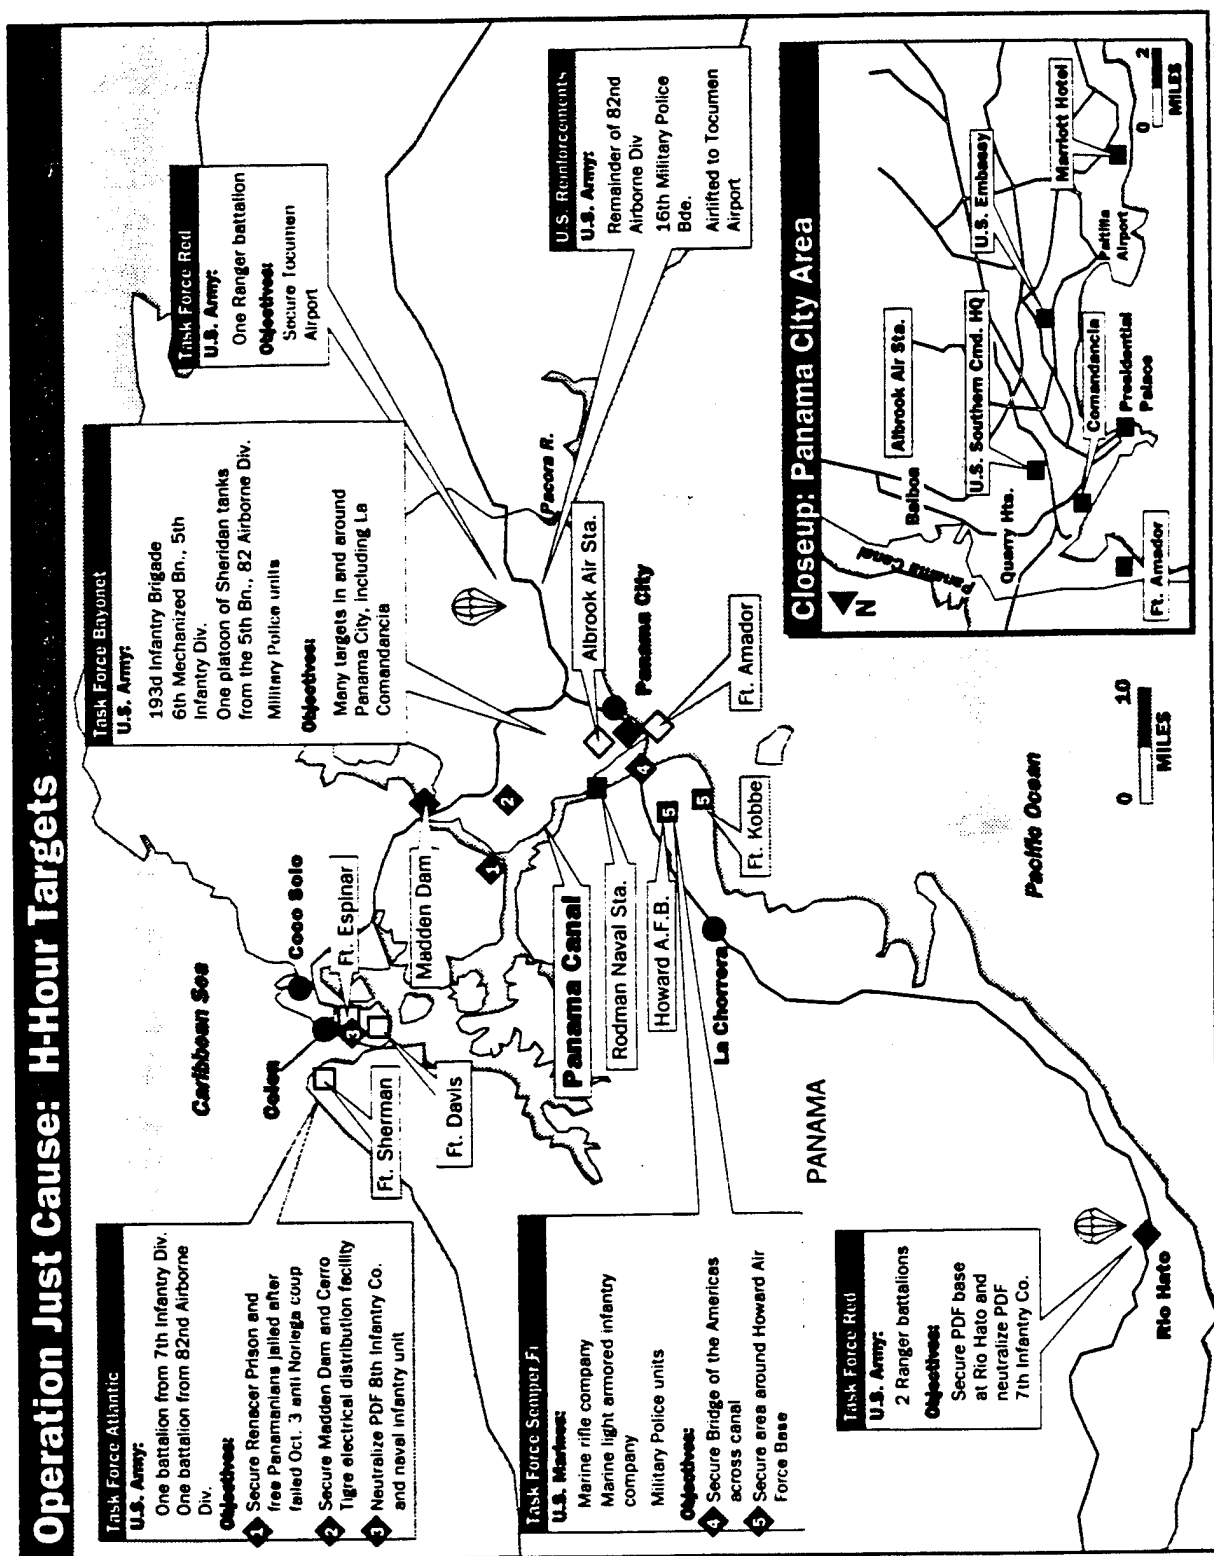 Operation Just Cause: H-Hour Targets
Task Force Atlantic
U.S. Army:
One battalion from 7th Infantry Div.
One battalion from 82nd Airborne
Div.
Objectives:
1 Secure Renacer Prison and
free Panamanians jailed after
failed Oct. 3 anti Noriega coup
2 Secure Madden Dam and Cerro
Tigre electrical distribution facility
3 Neutralize PDF 8th Infantry Co.
and naval infantry unit
Task Force Bayonet
U.S. Army:
193d Infantry Brigade
6th Mechanized Bn., 5th
Infantry Div.
One platoon of Sheridan tanks
from the 5th Bn., 82 Airborne Div.
Military Police units
Objectives:
Many targets in and around
Panama City, including La
Comandancia
Task Force Red
U.S. Army:
One Ranger battalion
Objectives:
Secure Tocumen
Airport
Task Force Semper Fi
U.S. Marines:
Marine rifle company
Marine light armored infantry
company
Military Police units
Objectives:
4 Secure Bridge of the Americas
across canal
5 Secure area around Howard Air
Force Base
U.S. Reinforcements
U.S. Army:
Remainder of 82nd
Airborne Div
16th Military Police
Bde.
Airlifted to Tocumen
Airport
Task Force Red
U.S. Army:
2 Ranger battalions
Objectives:
Secure PDF base
at Rio Hato and
neutralize PDF
7th Infantry Co.
Caribbean Sea
Colon
Coco Solo
Ft. Espinar
3
Ft. Sherman
Ft. Davis
Madden Dam
1
2
Panama Canal
Rodman Naval Sta.
Howard A.F.B.
5
4
5
Ft. Kobbe
La Chorrera
Pacora R.
Albrook Air Sta.
Panama City
Ft. Amador
PANAMA
Pacific Ocean
Rio Hato
0 10
MILES
Closeup: Panama City Area
N
Panama Canal
Balboa
Albrook Air Sta.
Quarry Hts.
U.S. Southern Cmd. HQ
U.S. Embassy
Comandancia
Presidential
Palace
Paitilla
Airport
Marriott Hotel
Ft. Amador
0 2
MILES